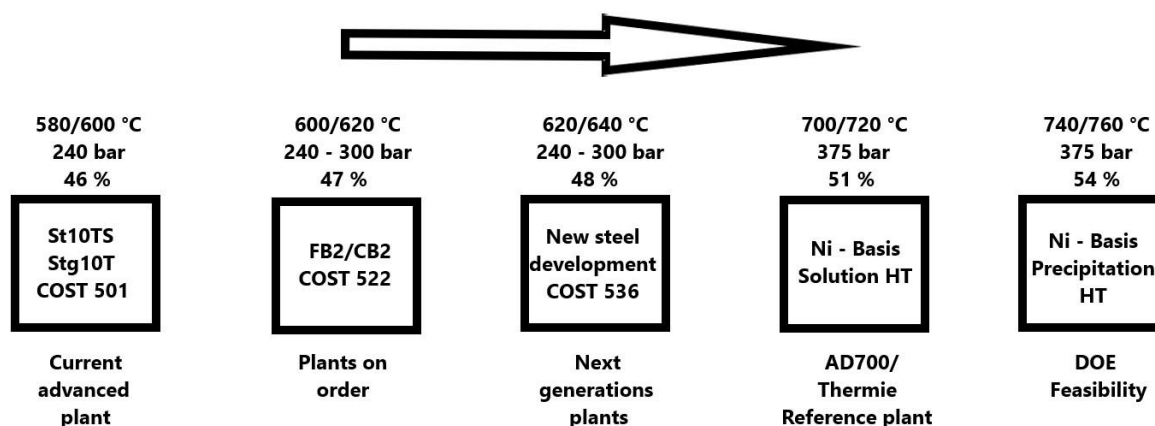 580/600 °C
240 bar
46 %
St10TS
Stg10T
COST 501
Current
advanced
plant
600/620 °C
240 - 300 bar
47 %
FB2/CB2
COST 522
Plants on
order
620/640 °C
240 - 300 bar
48 %
New steel
development
COST 536
Next
generations
plants
700/720 °C
375 bar
51 %
Ni - Basis
Solution HT
AD700/
Thermie
Reference plant
740/760 °C
375 bar
54 %
Ni - Basis
Precipitation
HT
DOE
Feasibility